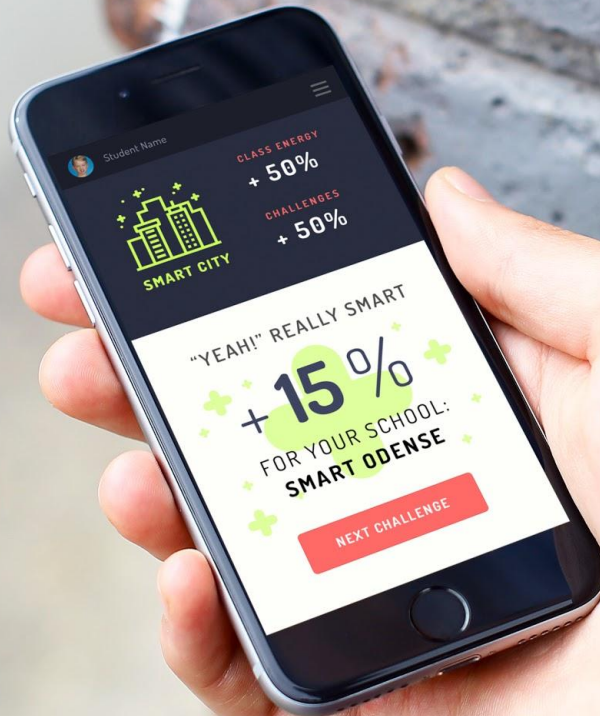 Student Name
CLASS ENERGY
+ 50%
CHALLENGES
+ 50%
SMART CITY
“YEAH!” REALLY SMART
+15%
FOR YOUR SCHOOL:
SMART ODENSE
NEXT CHALLENGE